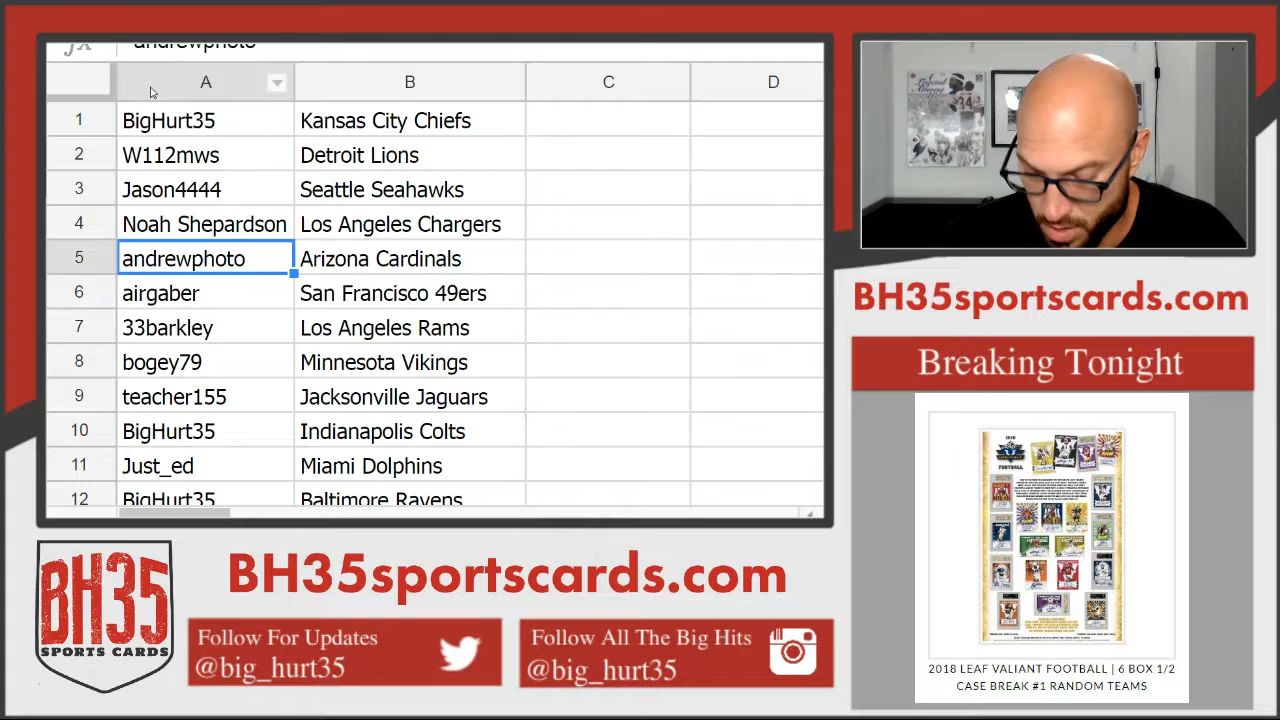 fx andrewphoto
A B C D
1 BigHurt35 Kansas City Chiefs
2 W112mws Detroit Lions
3 Jason4444 Seattle Seahawks
4 Noah Shepardson Los Angeles Chargers
5 andrewphoto Arizona Cardinals
6 airgaber San Francisco 49ers
7 33barkley Los Angeles Rams
8 bogey79 Minnesota Vikings
9 teacher155 Jacksonville Jaguars
10 BigHurt35 Indianapolis Colts
11 Just_ed Miami Dolphins
12 BigHurt35 Baltimore Ravens
34
BH35sportscards.com
Breaking Tonight
2018
FOOTBALL
2018 LEAF VALIANT FOOTBALL | 6 BOX 1/2
CASE BREAK #1 RANDOM TEAMS
BH35
SPORTS CARDS
BH35sportscards.com
Follow For Updates
@big_hurt35
Follow All The Big Hits
@big_hurt35